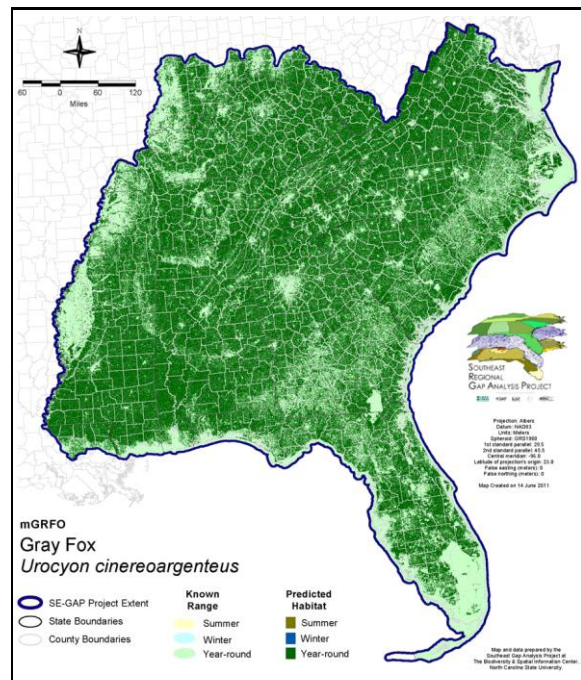 N
60 0 60 120
Miles
SOUTHEAST
REGIONAL
GAP ANALYSIS PROJECT
Projection: Albers
Datum: NAD83
Units: Meters
Spheroid: GRS1980
1st standard parallel: 29.5
2nd standard parallel: 45.5
Central meridian: -96.0
Latitude of projection's origin: 23.0
False easting (meters): 0
False northing (meters): 0
Map Created on 14 June 2011
mGRFO
Gray Fox
Urocyon cinereoargenteus
SE-GAP Project Extent
State Boundaries
County Boundaries
Known
Range
Summer
Winter
Year-round
Predicted
Habitat
Summer
Winter
Year-round
Map and data prepared by the
Southeast Gap Analysis Project at
The Biodiversity & Spatial Information Center,
North Carolina State University.